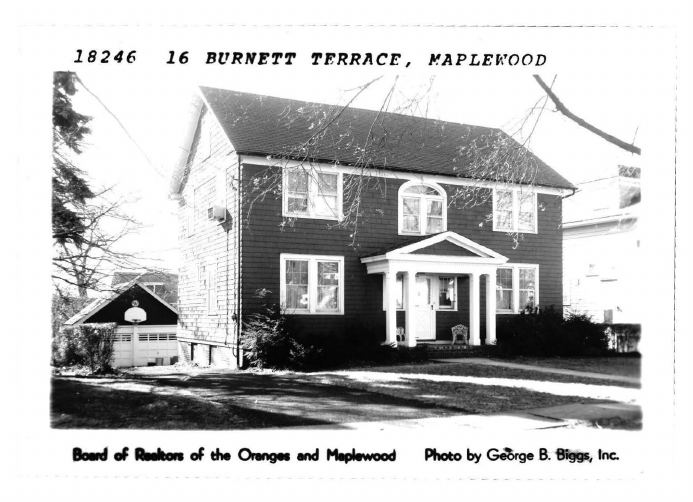 18246 16 BURNETT TERRACE, MAPLEWOOD
Board of Realtors of the Oranges and Maplewood Photo by George B. Biggs, Inc.